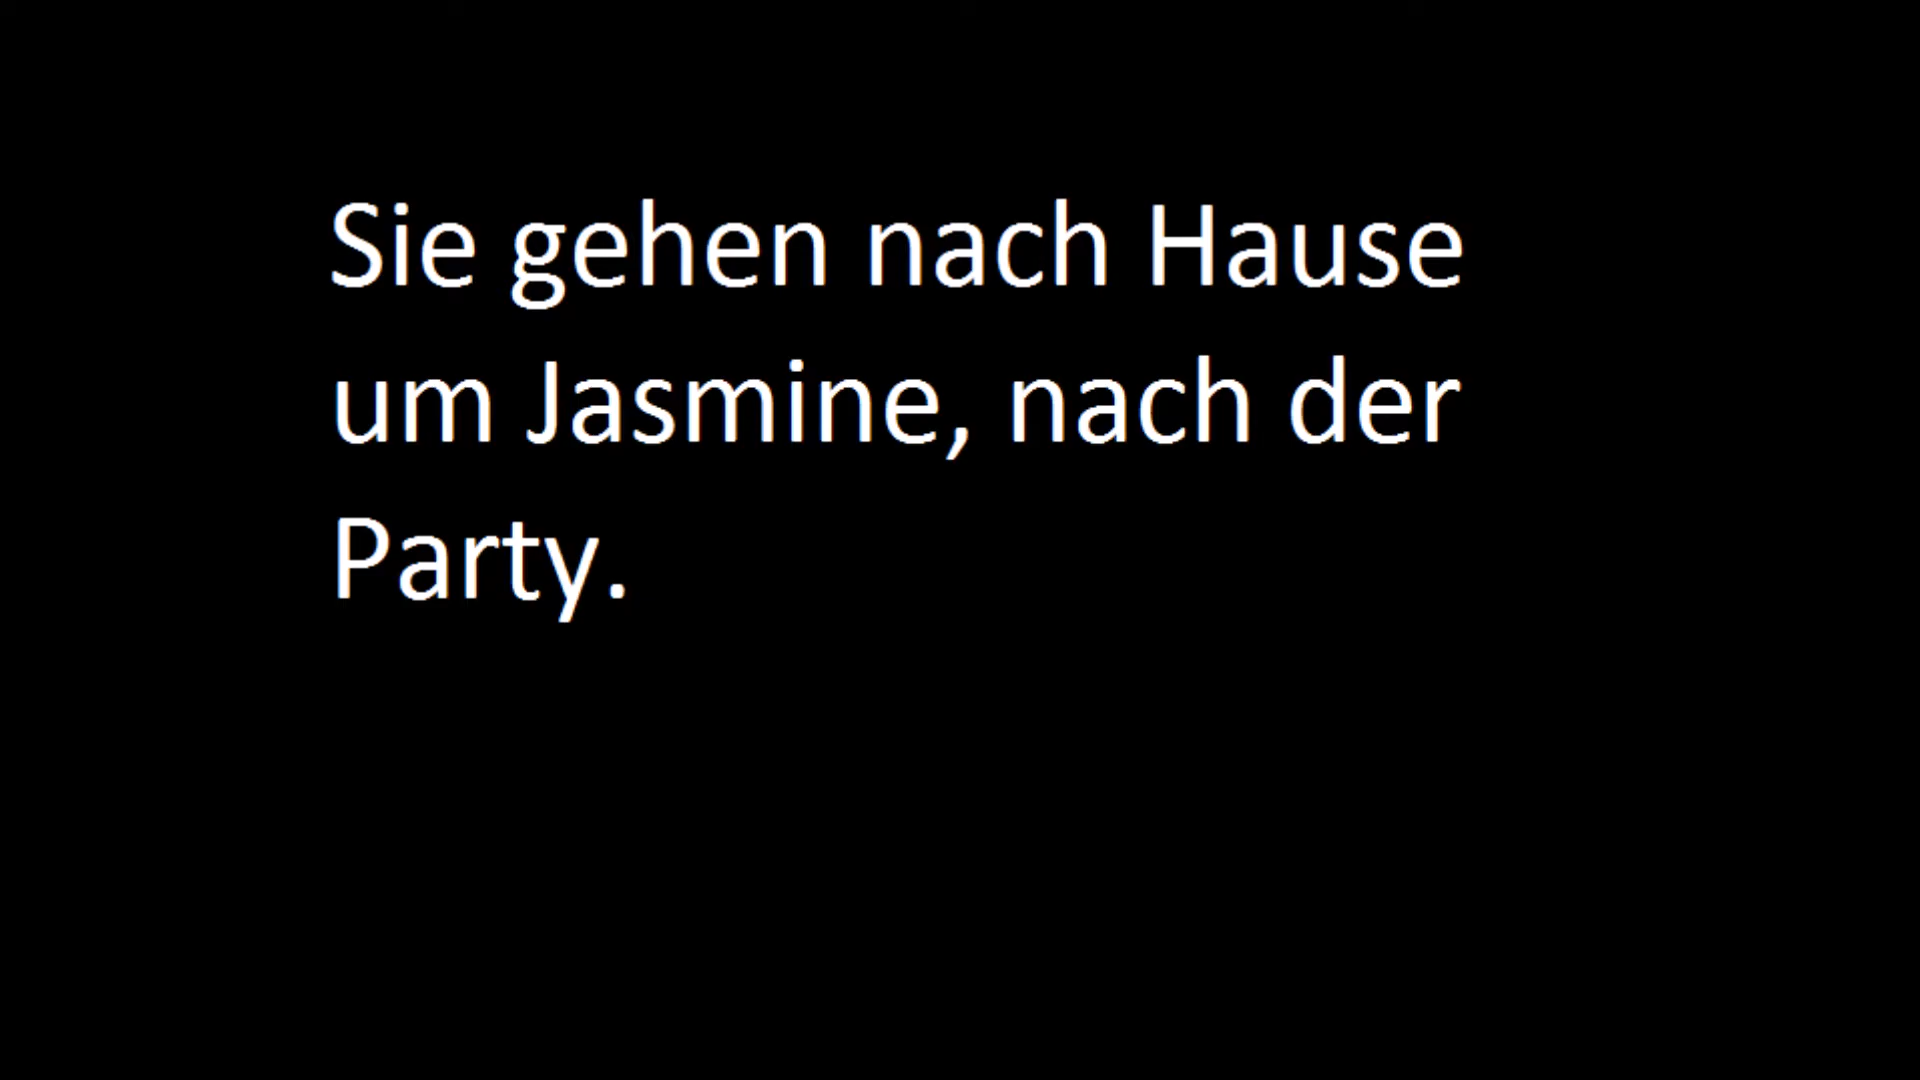 Sie gehen nach Hause
um Jasmine, nach der
Party.